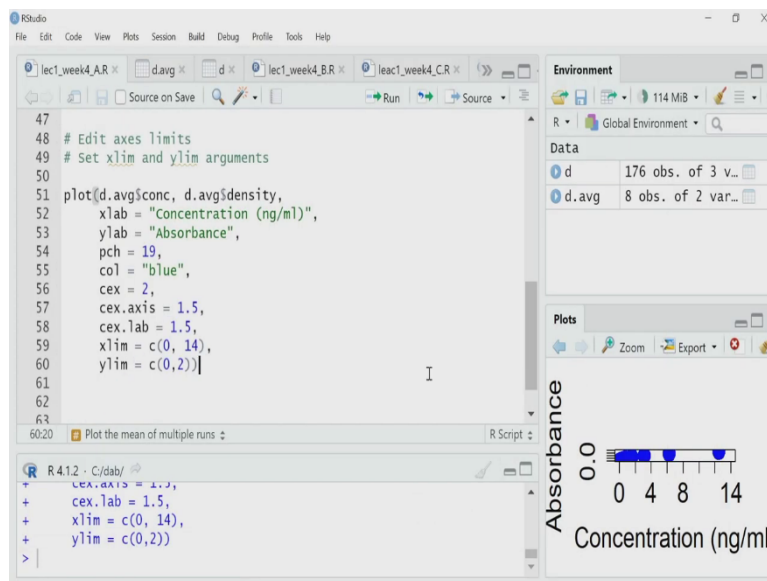 RStudio
File Edit Code View Plots Session Build Debug Profile Tools Help
lec1_week4_A.R d.avg d lec1_week4_B.R leac1_week4_C.R
Source on Save Run Source
47
48 # Edit axes limits
49 # Set xlim and ylim arguments
50
51 plot(d.avg$conc, d.avg$density,
52 xlab = "Concentration (ng/ml)",
53 ylab = "Absorbance",
54 pch = 19,
55 col = "blue",
56 cex = 2,
57 cex.axis = 1.5,
58 cex.lab = 1.5,
59 xlim = c(0, 14),
60 ylim = c(0,2))
61
62
63
60:20 Plot the mean of multiple runs R Script
R 4.1.2 · C:/dab/
+ cex.axis = 1.5,
+ cex.lab = 1.5,
+ xlim = c(0, 14),
+ ylim = c(0,2))
>
Environment
114 MiB
R Global Environment
Data
d 176 obs. of 3 v...
d.avg 8 obs. of 2 var...
Plots
Zoom Export
Absorbance
0.0
0 4 8 14
Concentration (ng/ml